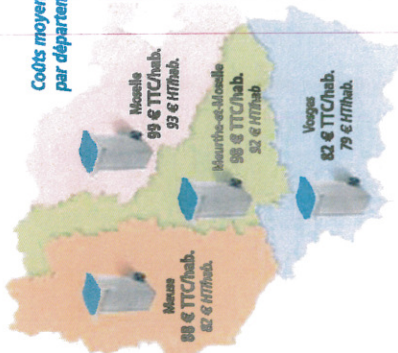 Coûts moyen
par départem
Moselle
99 € TTC/hab.
93 € HT/hab.
Meurthe-et-Moselle
98 € TTC/hab.
92 € HT/hab
Meuse
88 € TTC/hab.
82 € HT/hab.
Vosges
82 € TTC/hab.
79 € HT/hab.